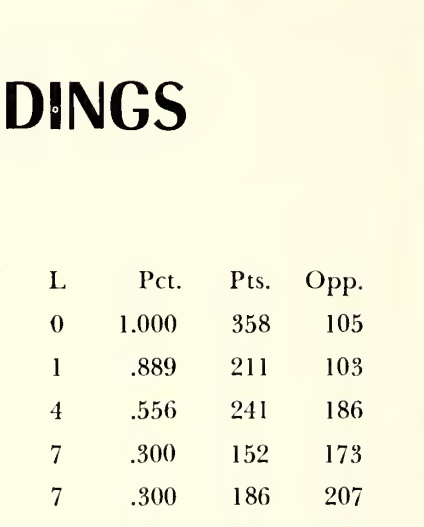 DINGS
L Pct. Pts. Opp.
0 1.000 358 105
1 .889 211 103
4 .556 241 186
7 .300 152 173
7 .300 186 207